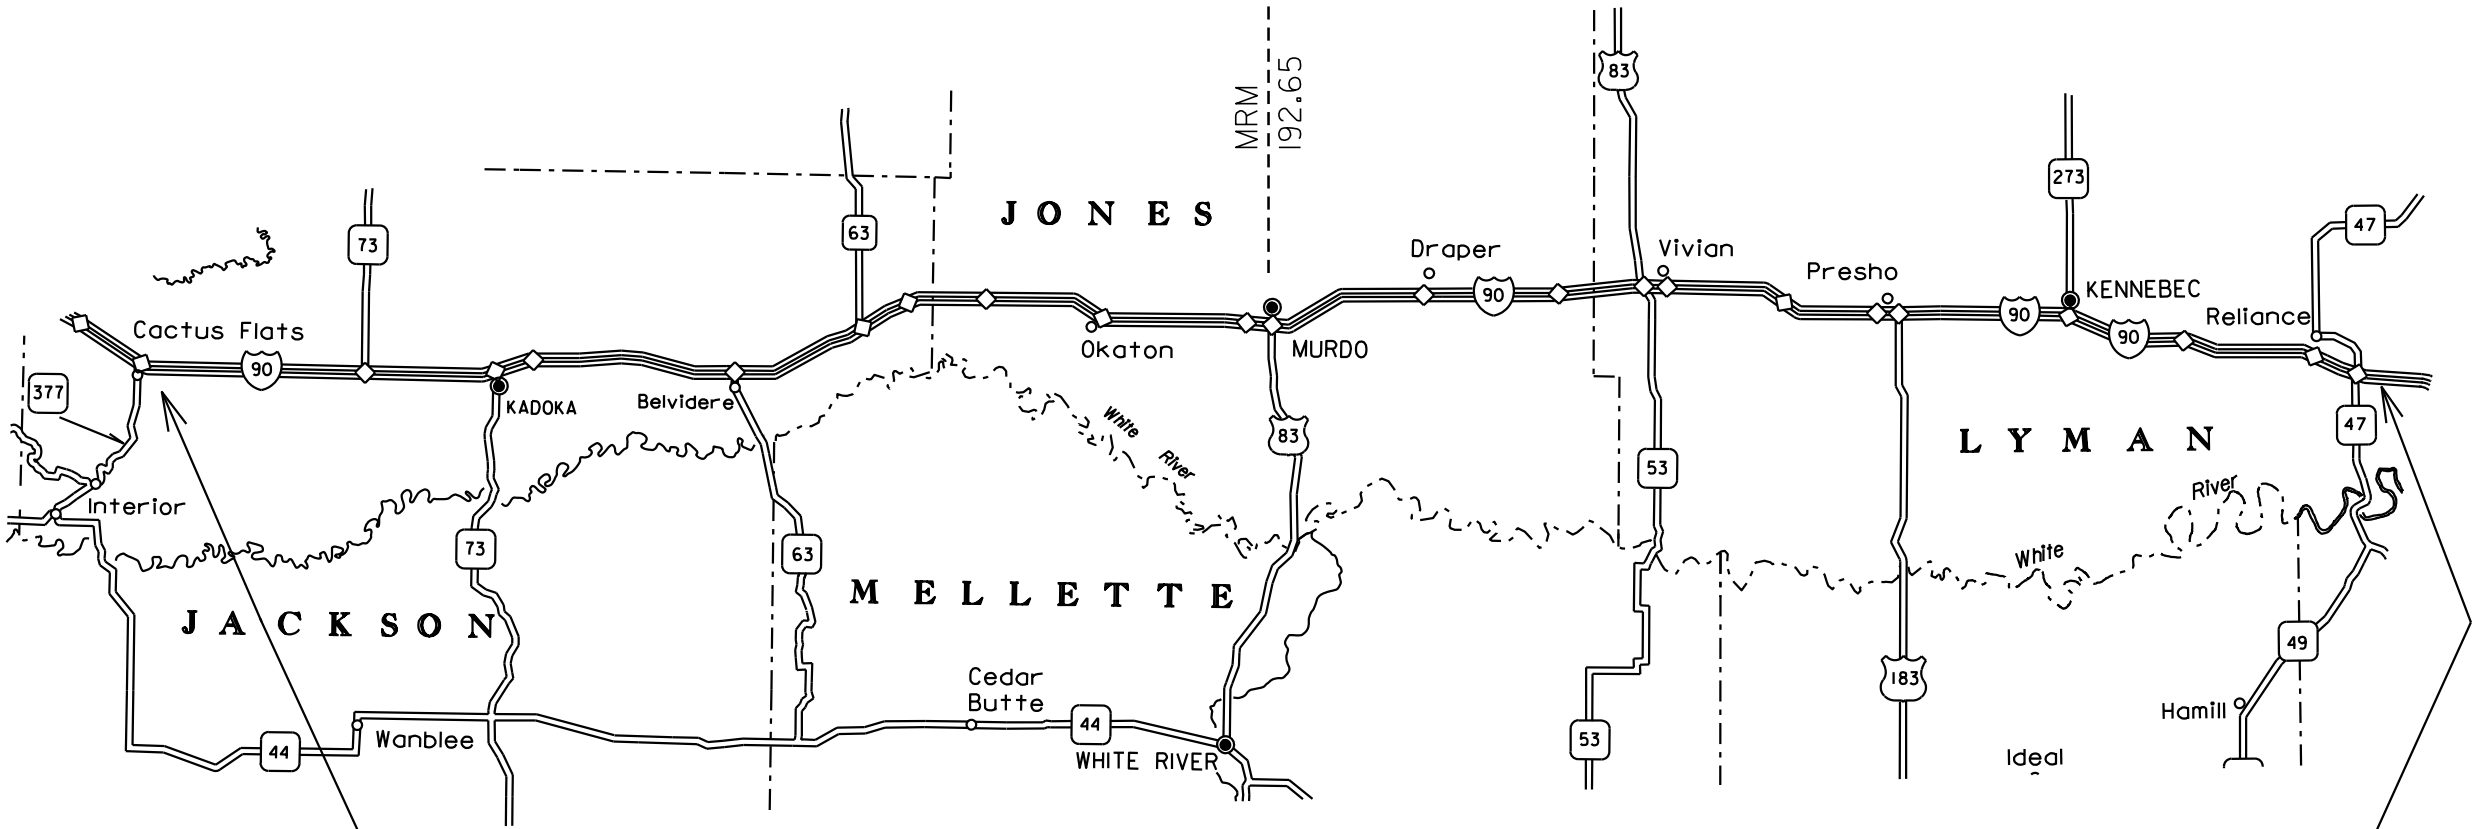 83
MRM
192.65
273
73
63
JONES
47
Draper
Vivian
Presho
90
KENNEBEC
90
90
Reliance
Cactus Flats
90
Okaton
MURDO
377
KADOKA
Belvidere
White
River
83
47
LYMAN
53
River
Interior
73
63
White
MELLETTE
JACKSON
49
183
Cedar
Butte
Hamill
44
Wanblee
44
WHITE RIVER
53
Ideal